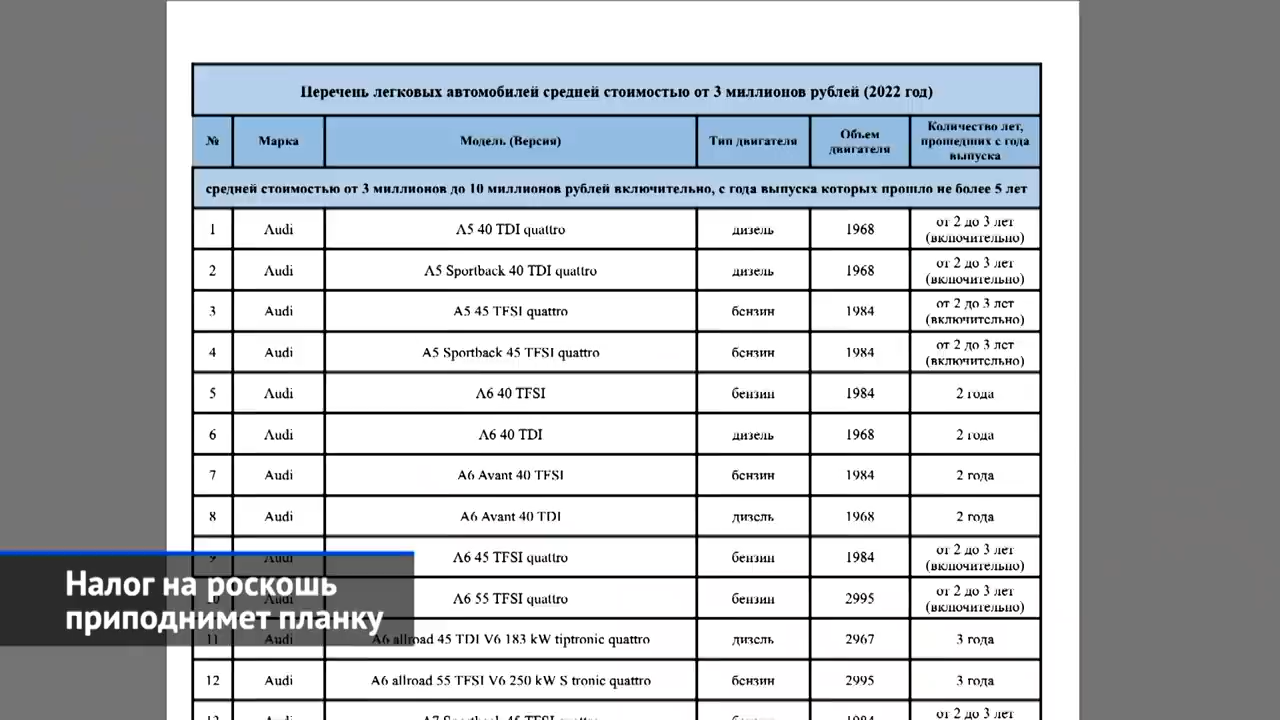 Перечень легковых автомобилей средней стоимостью от 3 миллионов рублей (2022 год)
№ Марка Модель (Версия) Тип двигателя Объем двигателя Количество лет, прошедших с года выпуска
средней стоимостью от 3 миллионов до 10 миллионов рублей включительно, с года выпуска которых прошло не более 5 лет
1 Audi A5 40 TDI quattro дизель 1968 от 2 до 3 лет (включительно)
2 Audi A5 Sportback 40 TDI quattro дизель 1968 от 2 до 3 лет (включительно)
3 Audi A5 45 TFSI quattro бензин 1984 от 2 до 3 лет (включительно)
4 Audi A5 Sportback 45 TFSI quattro бензин 1984 от 2 до 3 лет (включительно)
5 Audi A6 40 TFSI бензин 1984 2 года
6 Audi A6 40 TDI дизель 1968 2 года
7 Audi A6 Avant 40 TFSI бензин 1984 2 года
8 Audi A6 Avant 40 TDI дизель 1968 2 года
9 Audi A6 45 TFSI quattro бензин 1984 от 2 до 3 лет (включительно)
10 Audi A6 55 TFSI quattro бензин 2995 от 2 до 3 лет (включительно)
11 Audi A6 allroad 45 TDI V6 183 kW tiptronic quattro дизель 2967 3 года
12 Audi A6 allroad 55 TFSI V6 250 kW S tronic quattro бензин 2995 3 года
от 2 до 3 лет
Налог на роскошь
приподнимет планку